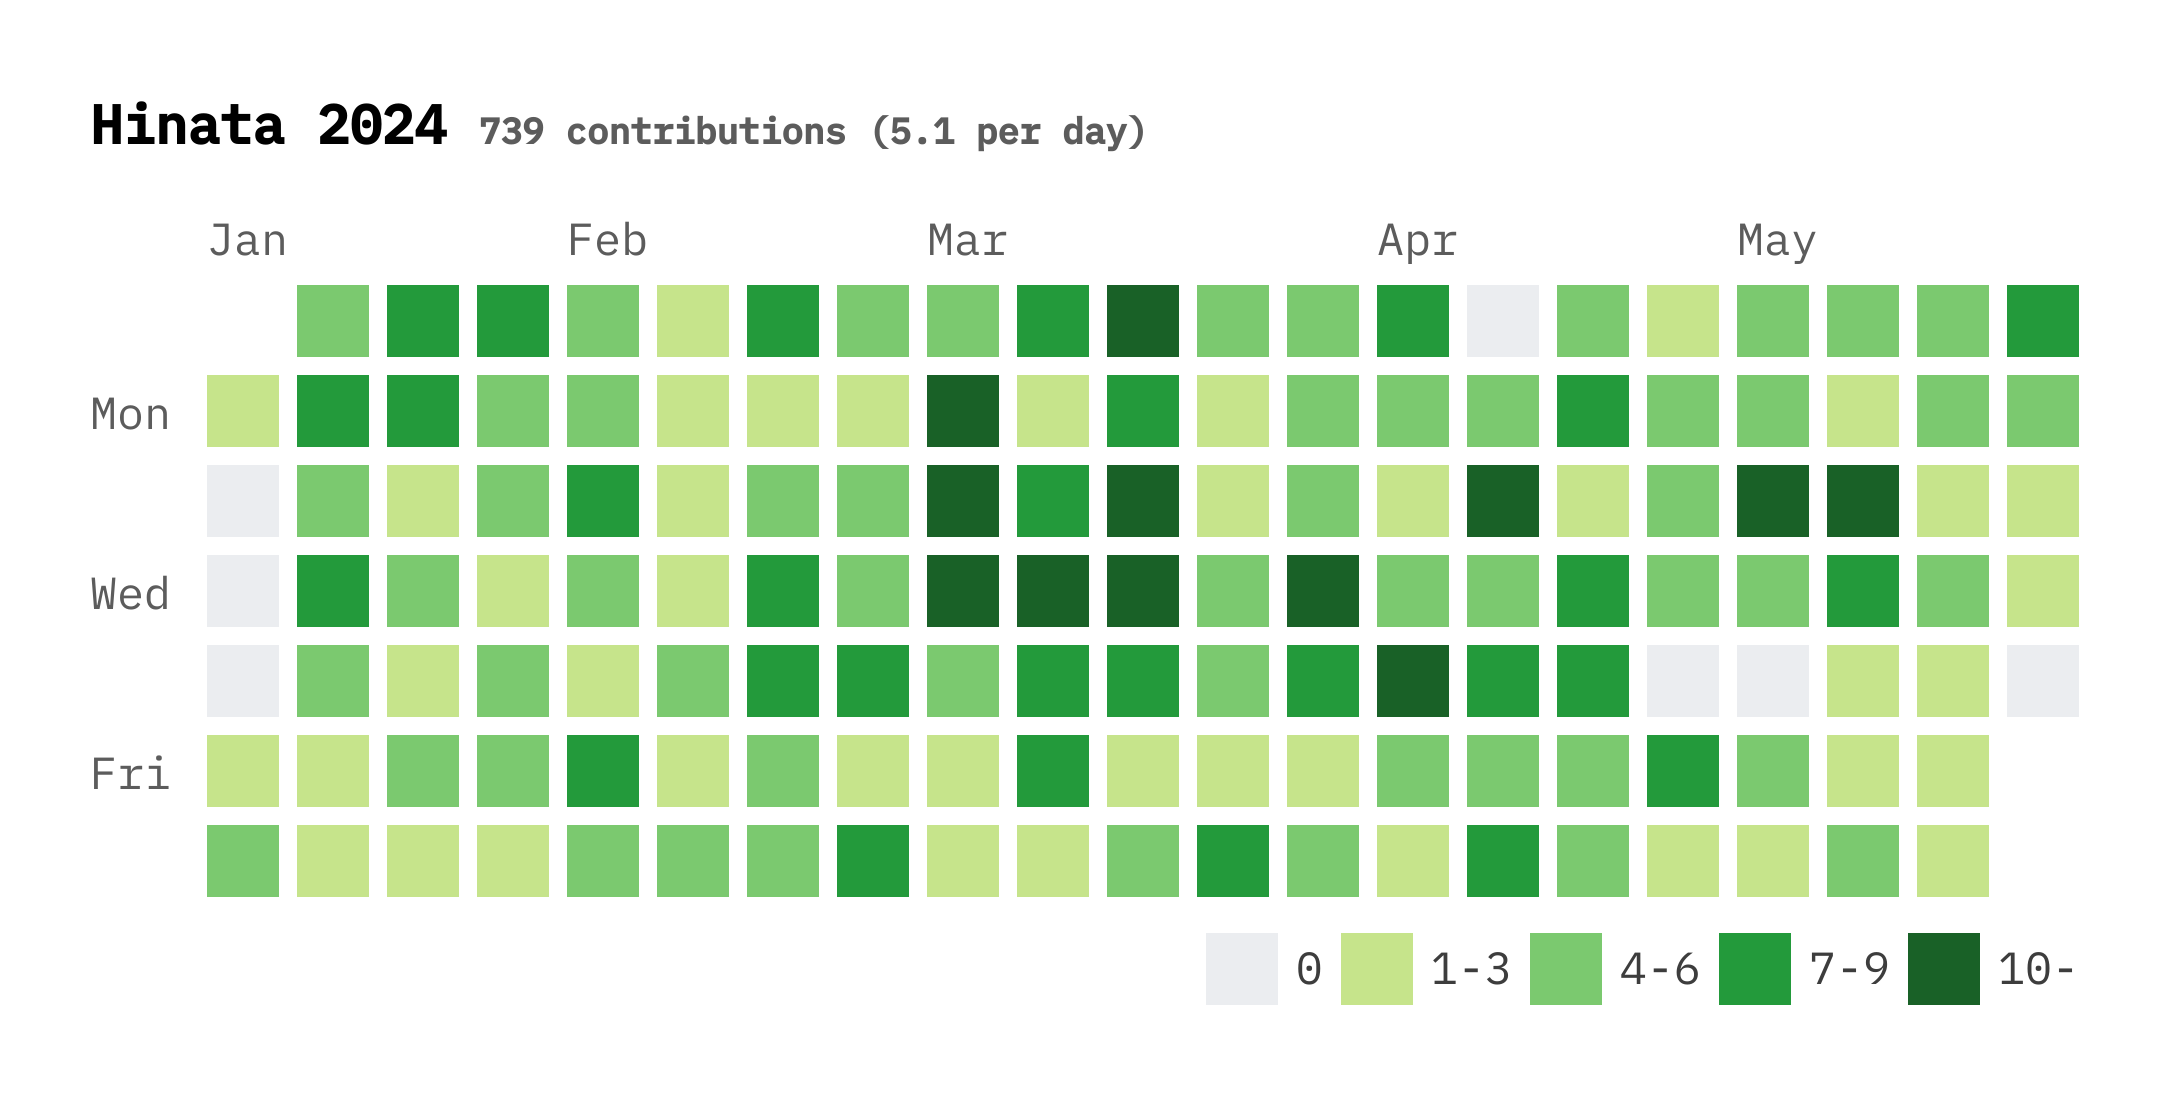 Hinata 2024 739 contributions (5.1 per day)
Jan Feb Mar Apr May
Mon
Wed
Fri
0 1-3 4-6 7-9 10-